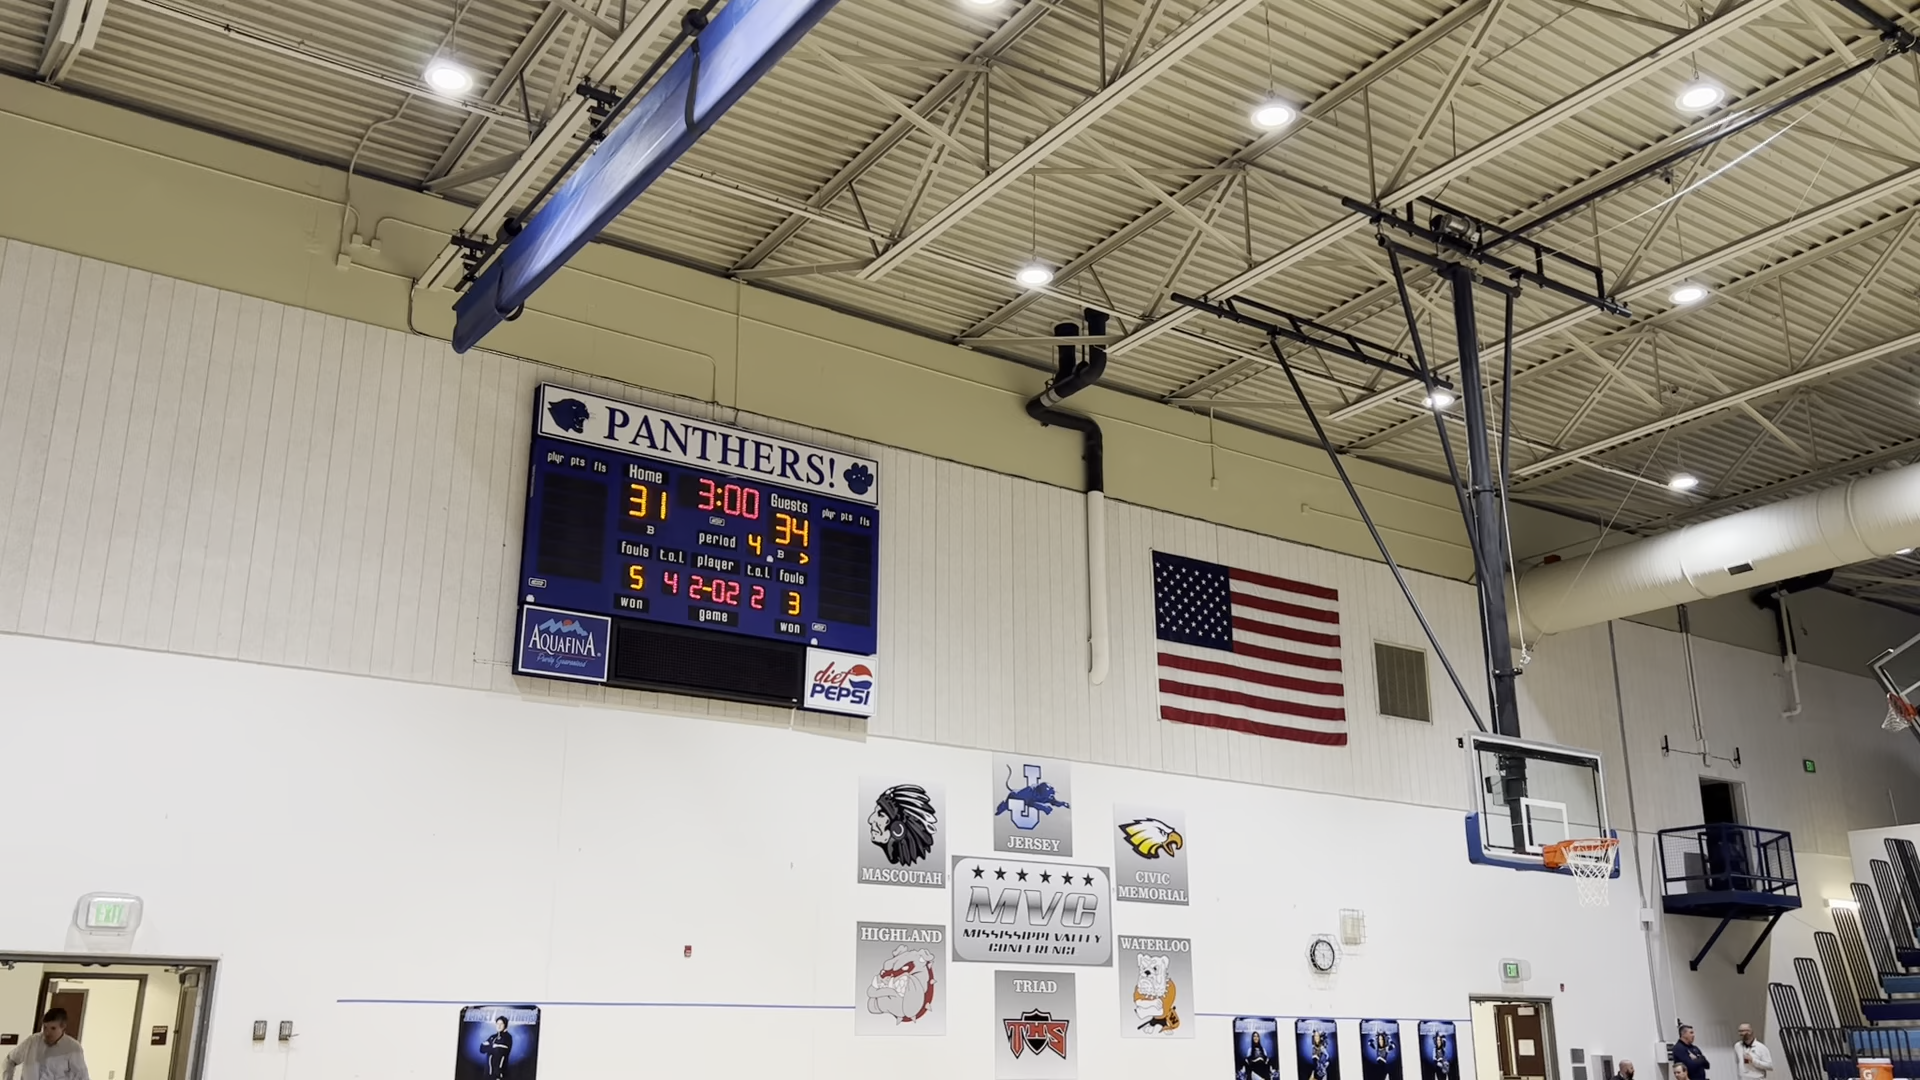 PANTHERS!
plyr pts fls
Home
3:00
Guests
plyr pts fls
31
34
B
period 4
B >
fouls t.o.l. player t.o.l. fouls
5 4 2-02 2 3
won game won
AQUAFINA
Purity Guaranteed
diet
PEPSI
JERSEY
MASCOUTAH
CIVIC
MEMORIAL
MVC
MISSISSIPPI VALLEY
CONFERENCE
HIGHLAND
WATERLOO
TRIAD
THS
EXIT